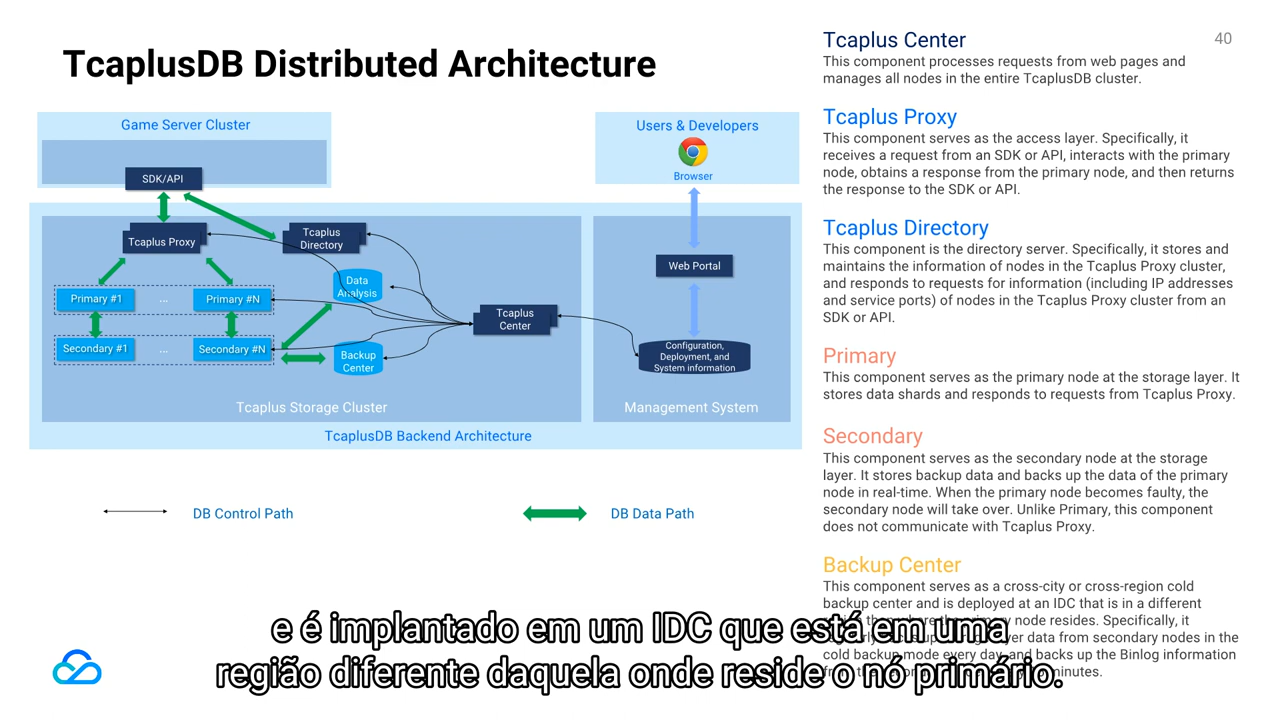 TcaplusDB Distributed Architecture
40
Game Server Cluster
SDK/API
Users & Developers
Browser
Tcaplus Proxy
Tcaplus
Directory
Data
Analysis
Primary #1
...
Primary #N
Secondary #1
...
Secondary #N
Backup
Center
Tcaplus
Center
Web Portal
Configuration,
Deployment, and
System information
Tcaplus Storage Cluster
Management System
TcaplusDB Backend Architecture
DB Control Path
DB Data Path
Tcaplus Center
This component processes requests from web pages and
manages all nodes in the entire TcaplusDB cluster.
Tcaplus Proxy
This component serves as the access layer. Specifically, it
receives a request from an SDK or API, interacts with the primary
node, obtains a response from the primary node, and then returns
the response to the SDK or API.
Tcaplus Directory
This component is the directory server. Specifically, it stores and
maintains the information of nodes in the Tcaplus Proxy cluster,
and responds to requests for information (including IP addresses
and service ports) of nodes in the Tcaplus Proxy cluster from an
SDK or API.
Primary
This component serves as the primary node at the storage layer. It
stores data shards and responds to requests from Tcaplus Proxy.
Secondary
This component serves as the secondary node at the storage
layer. It stores backup data and backs up the data of the primary
node in real-time. When the primary node becomes faulty, the
secondary node will take over. Unlike Primary, this component
does not communicate with Tcaplus Proxy.
Backup Center
This component serves as a cross-city or cross-region cold
backup center and is deployed at an IDC that is in a different
node resides. Specifically, it
data from secondary nodes in the
cold backup mode every day, and backs up the Binlog information
minutes.
e é implantado em um IDC que está em uma
região diferente daquela onde reside o nó primário.